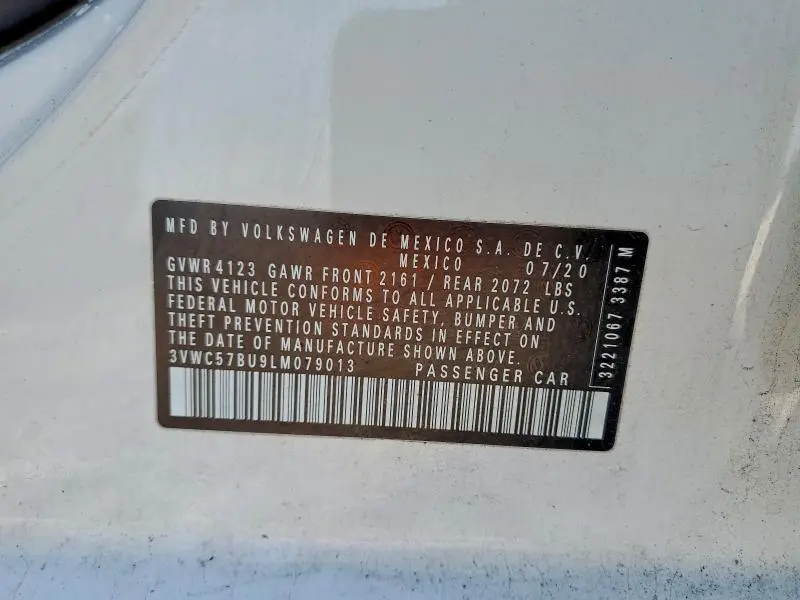 MFD BY VOLKSWAGEN DE MEXICO S.A. DE C.V.
MEXICO 07/20
GVWR 4123 GAWR FRONT 2161 / REAR 2072 LBS
THIS VEHICLE CONFORMS TO ALL APPLICABLE U.S.
FEDERAL MOTOR VEHICLE SAFETY, BUMPER AND
THEFT PREVENTION STANDARDS IN EFFECT ON
THE DATE OF MANUFACTURE SHOWN ABOVE.
3VWC57BU9LM079013 PASSENGER CAR
3221067 3387 M